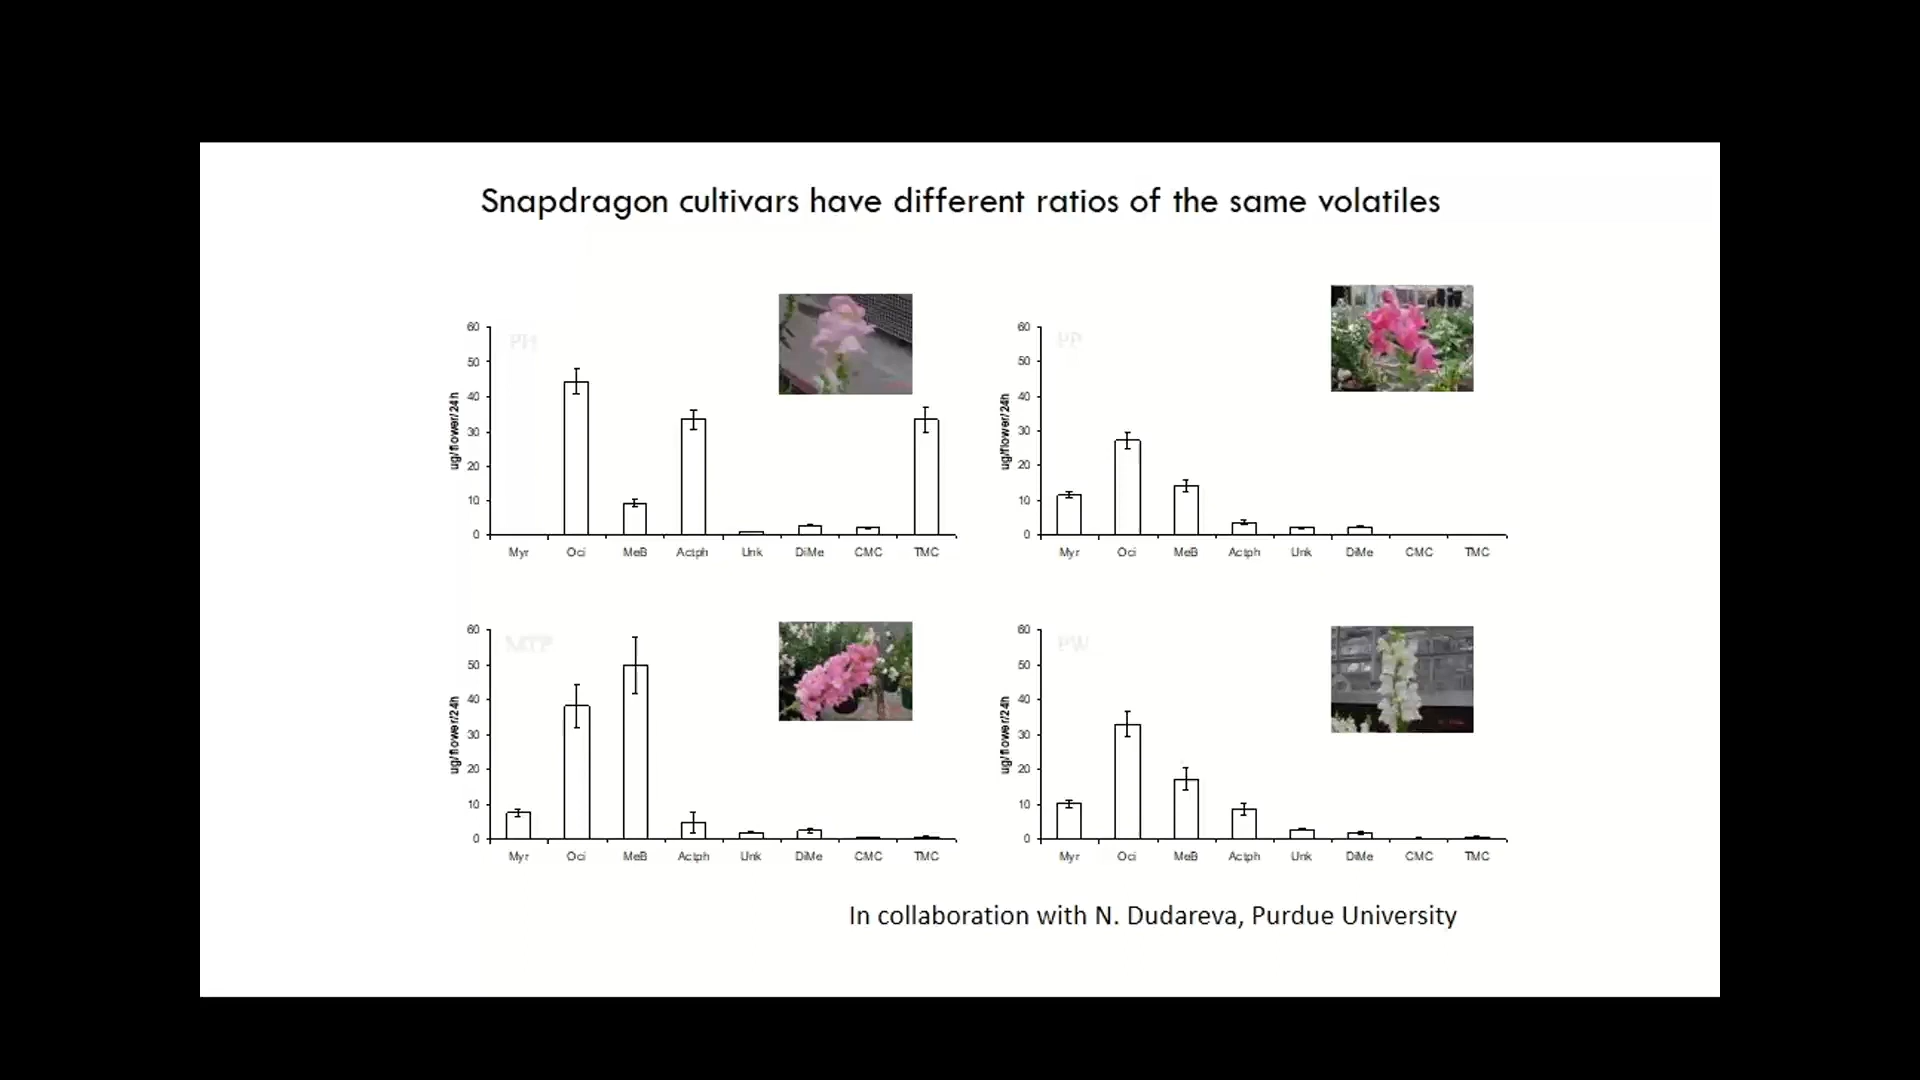 Snapdragon cultivars have different ratios of the same volatiles
PH
60
50
40
30
20
10
0
ug/flower/24h
Myr Oci MeB Actph Unk DiMe CMC TMC
PP
60
50
40
30
20
10
0
ug/flower/24h
Myr Oci MeB Actph Unk DiMe CMC TMC
MTP
60
50
40
30
20
10
0
ug/flower/24h
Myr Oci MeB Actph Unk DiMe CMC TMC
PW
60
50
40
30
20
10
0
ug/flower/24h
Myr Oci MeB Actph Unk DiMe CMC TMC
In collaboration with N. Dudareva, Purdue University